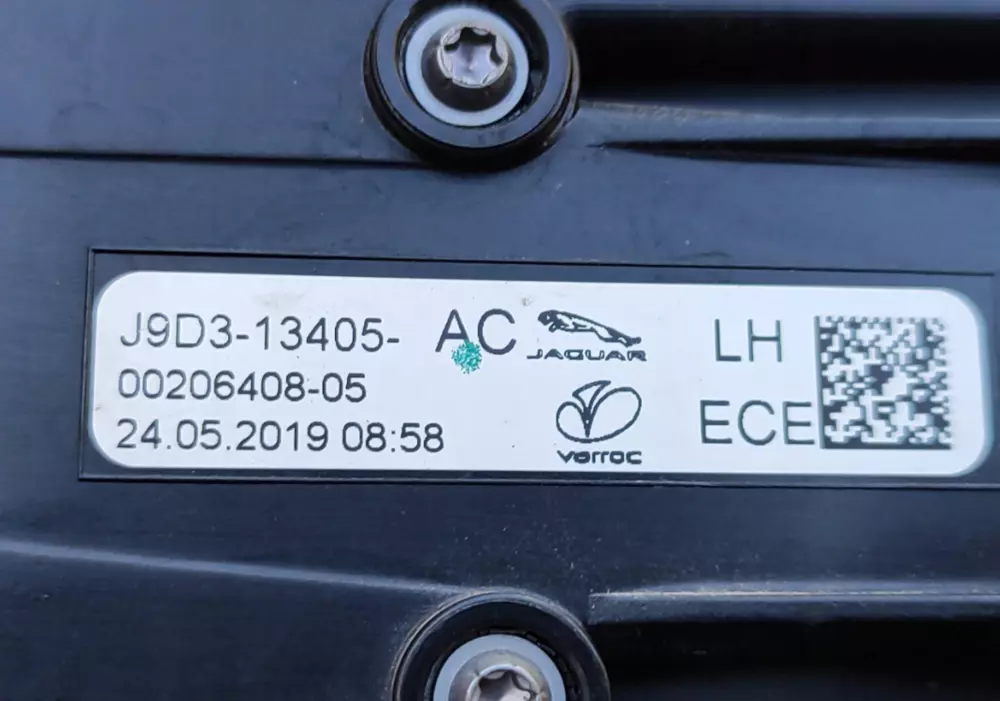 J9D3-13405- AC
JAGUAR
LH
00206408-05
24.05.2019 08:58
varroc
ECE